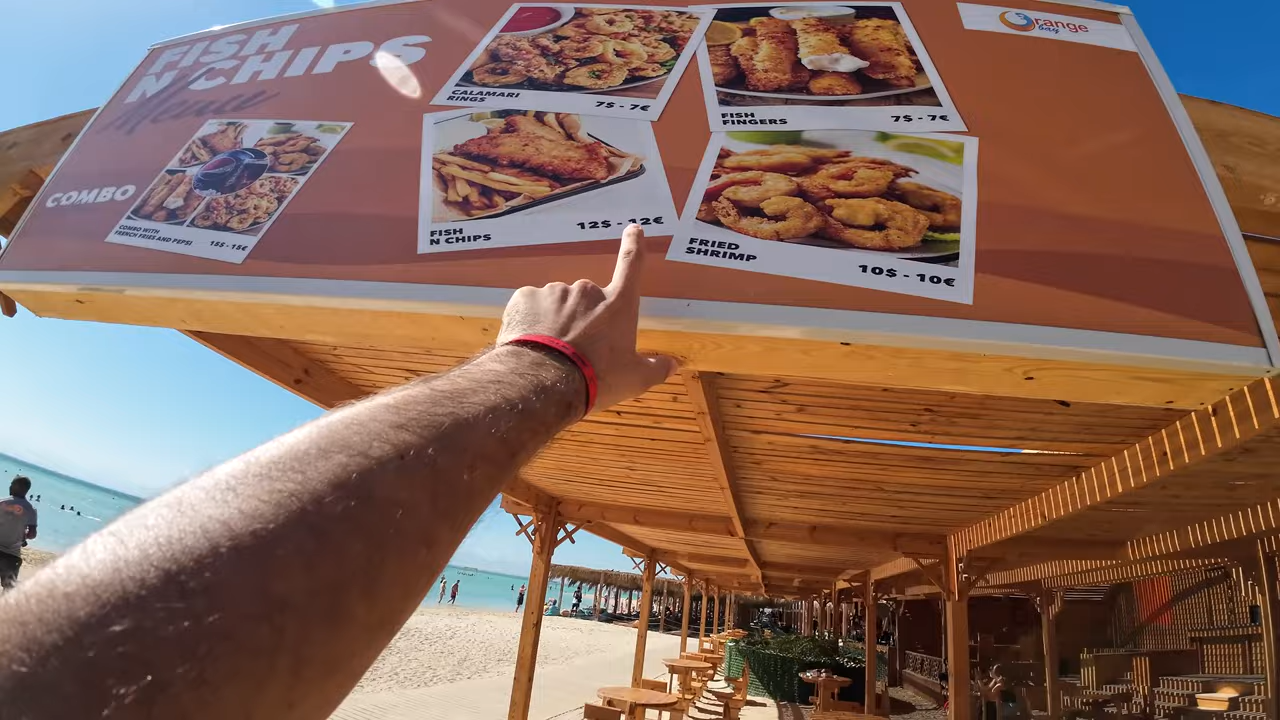 FISH
N CHIPS
Menu
COMBO
COMBO WITH
FRENCH FRIES AND PEPSI
15$ - 15€
CALAMARI
RINGS
7$ - 7€
FISH
FINGERS
7$ - 7€
FISH
N CHIPS
12$ - 12€
FRIED
SHRIMP
10$ - 10€
Orange
bay